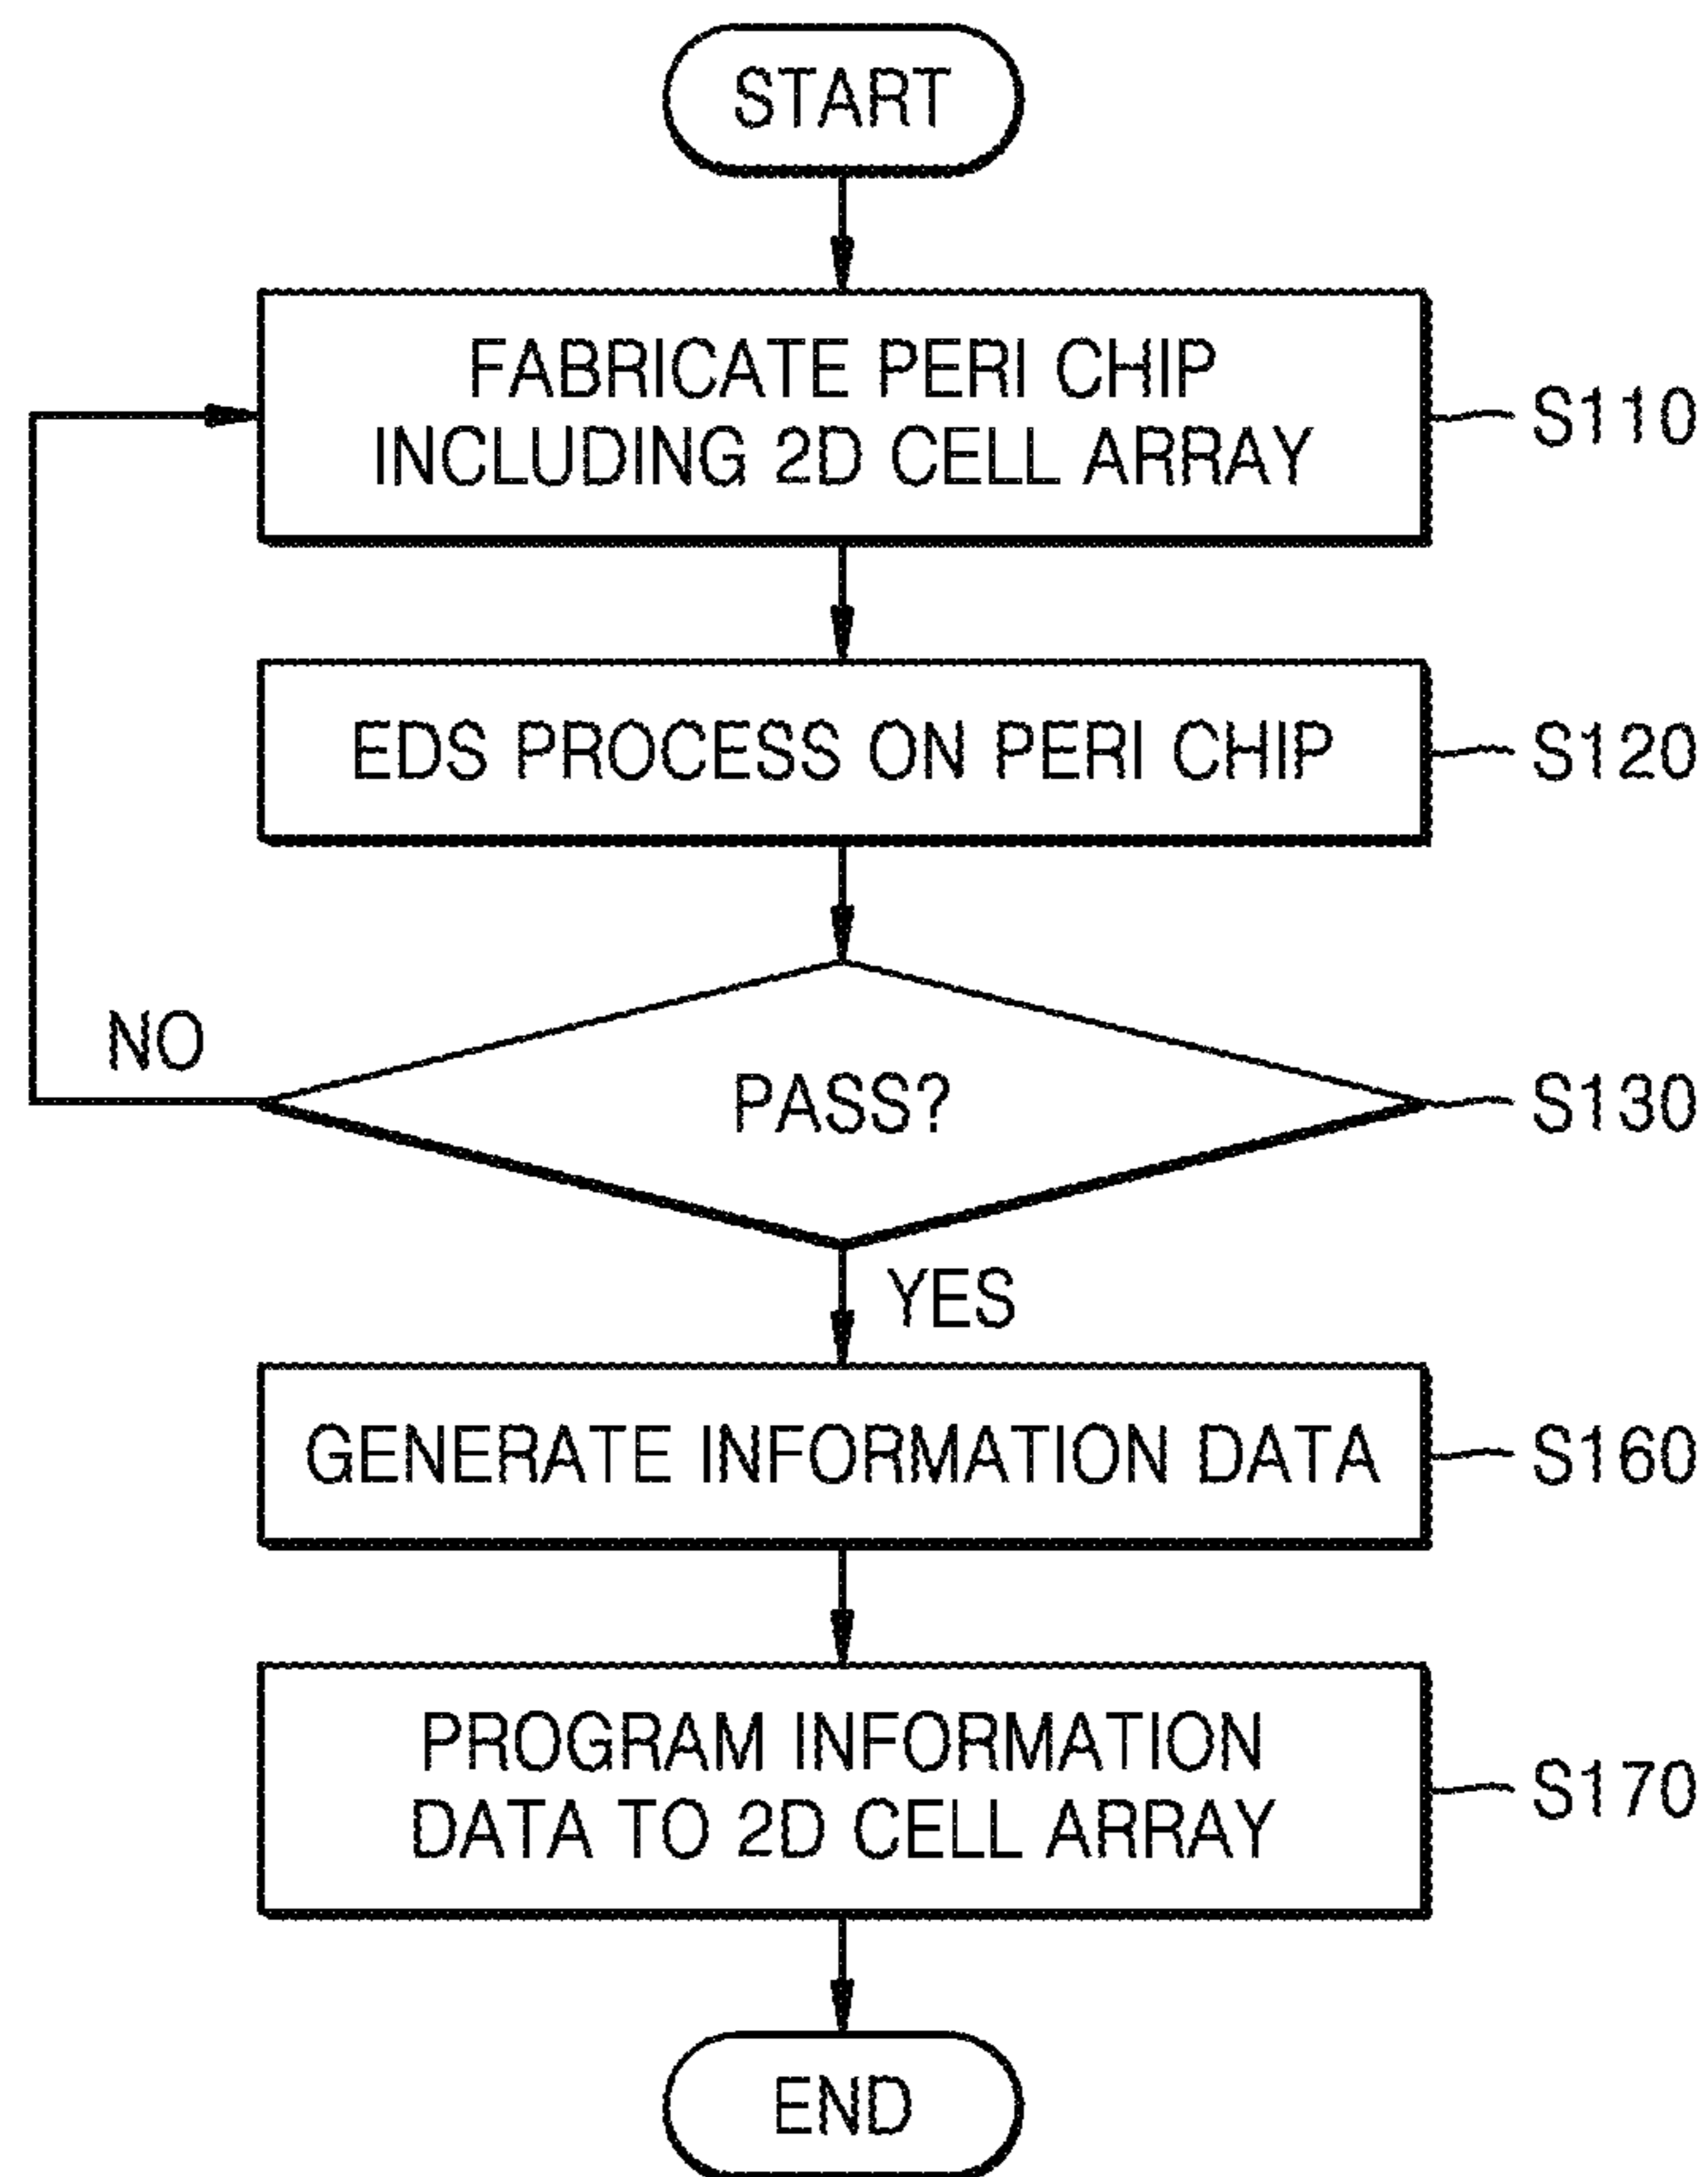 START
FABRICATE PERI CHIP
INCLUDING 2D CELL ARRAY
S110
EDS PROCESS ON PERI CHIP
S120
NO
PASS?
S130
YES
GENERATE INFORMATION DATA
S160
PROGRAM INFORMATION
DATA TO 2D CELL ARRAY
S170
END